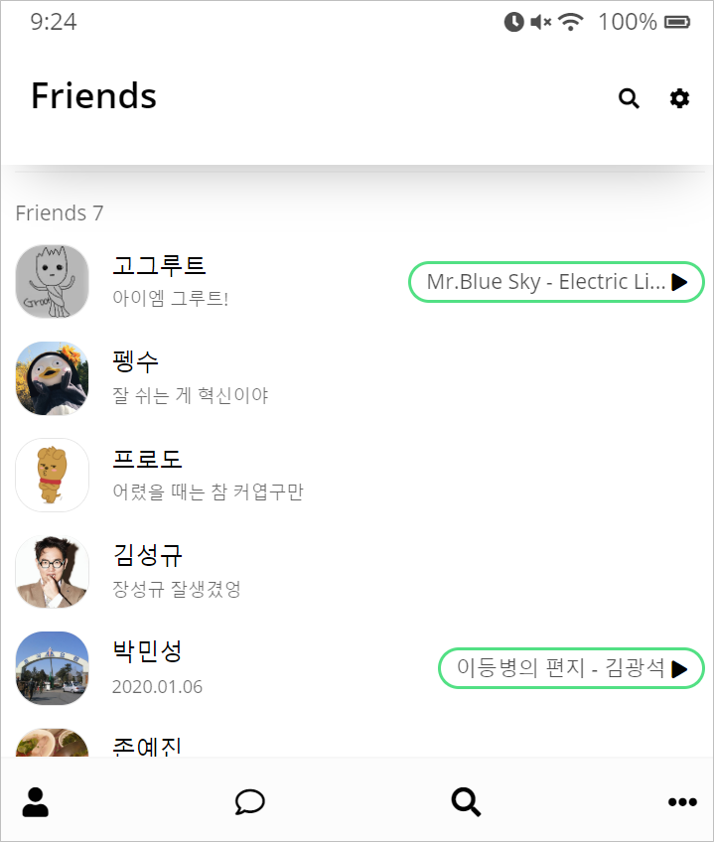 9:24
100%
Friends
Friends 7
고그루트
아이엠 그루트!
Mr.Blue Sky - Electric Li...
Groot
펭수
잘 쉬는 게 혁신이야
프로도
어렸을 때는 참 커엽구만
김성규
장성규 잘생겼엉
박민성
2020.01.06
이등병의 편지 - 김광석
존예진